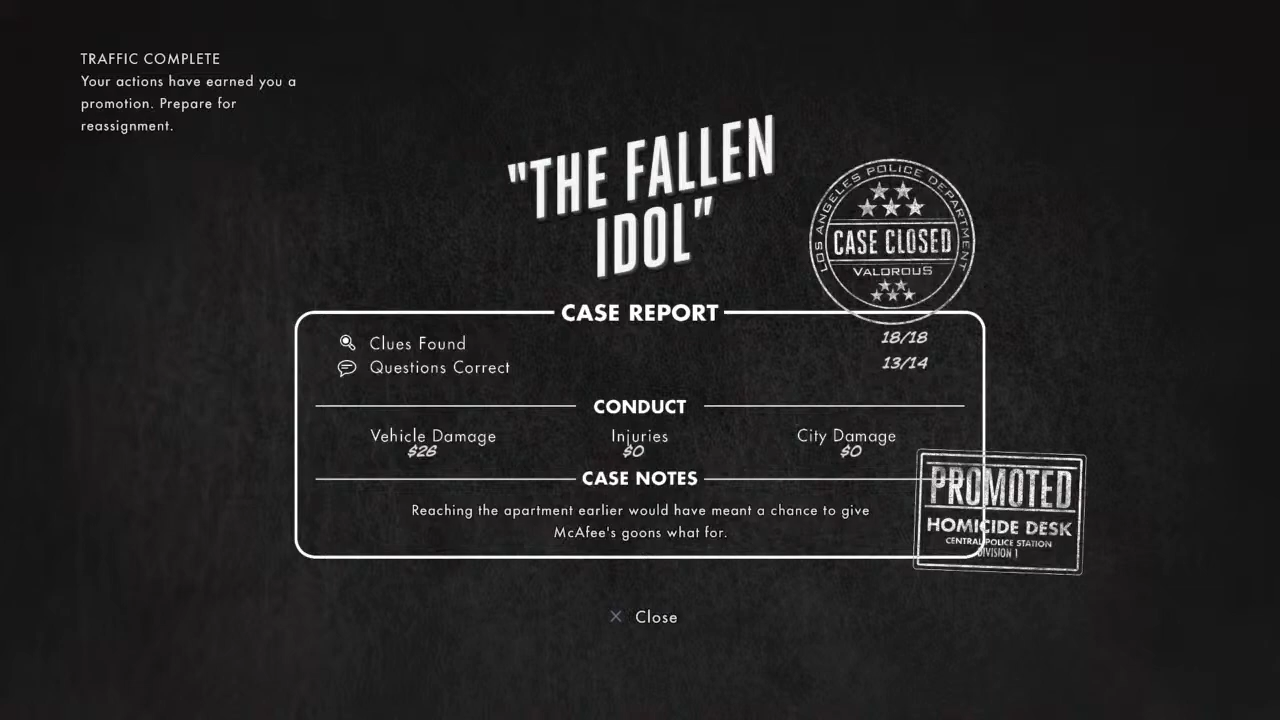 TRAFFIC COMPLETE
Your actions have earned you a
promotion. Prepare for
reassignment.
"THE FALLEN
IDOL"
LOS ANGELES POLICE DEPARTMENT
CASE CLOSED
VALOROUS
CASE REPORT
Clues Found 18/18
Questions Correct 13/14
CONDUCT
Vehicle Damage Injuries City Damage
$26 $0 $0
CASE NOTES
Reaching the apartment earlier would have meant a chance to give
McAfee's goons what for.
PROMOTED
HOMICIDE DESK
CENTRAL POLICE STATION
DIVISION 1
Close